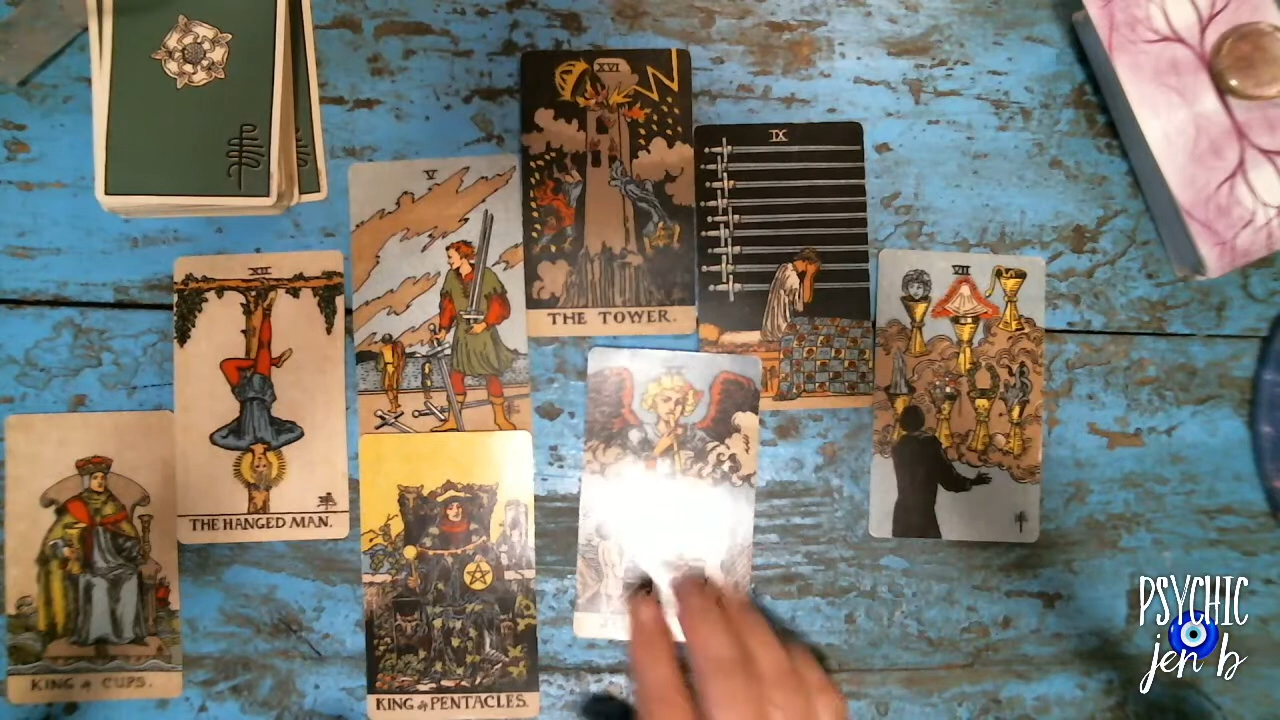 XVI
THE TOWER.
IX
V
VII
XII
THE HANGED MAN.
KING of CUPS.
KING of PENTACLES.
PSYCHIC
jen b